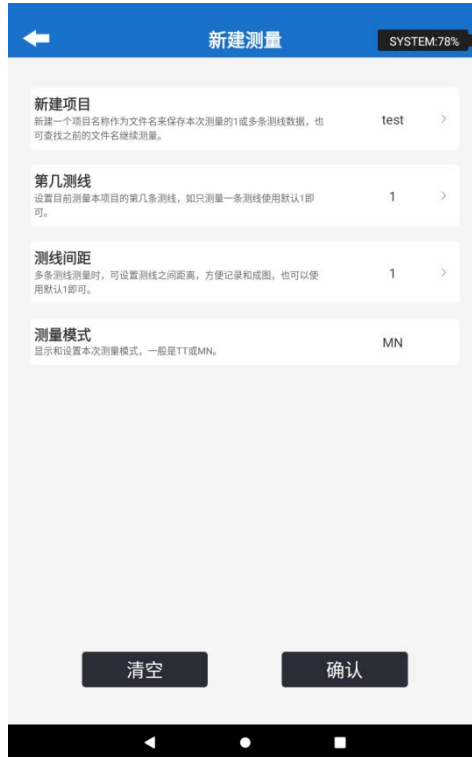 新建测量
SYSTEM:78%
新建项目
新建一个项目名称作为文件名来保存本次测量的1或多条测线数据，也
可查找之前的文件名继续测量。
test
第几测线
设置目前测量本项目的第几条测线，如只测量一条测线使用默认1即
可。
1
测线间距
多条测线测量时，可设置测线之间距离，方便记录和成图，也可以使
用默认1即可。
1
测量模式
显示和设置本次测量模式，一般是TT或MN。
MN
清空
确认